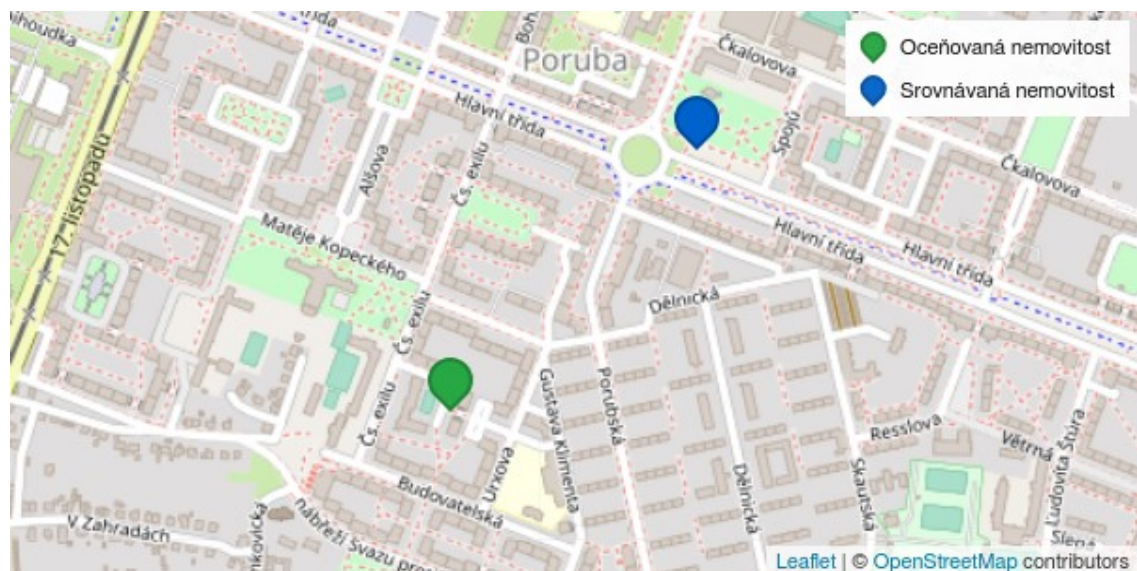 Oceňovaná nemovitost
Srovnávaná nemovitost
Poruba
Čkalovova
Hlavní třída
Spojů
Čkalovova
Alšova
Čs. exilu
17. listopadu
Matěje Kopeckého
Hlavní třída
Hlavní třída
Čs. exilu
Dělnická
Čs. exilu
Gustava Klimenta
Porubská
Resslova
Větrná
Ludovíta Štúra
Urxova
Budovatelská
Dělnická
Skautská
V Zahradách
nábřeží Svazu
Leaflet | © OpenStreetMap contributors